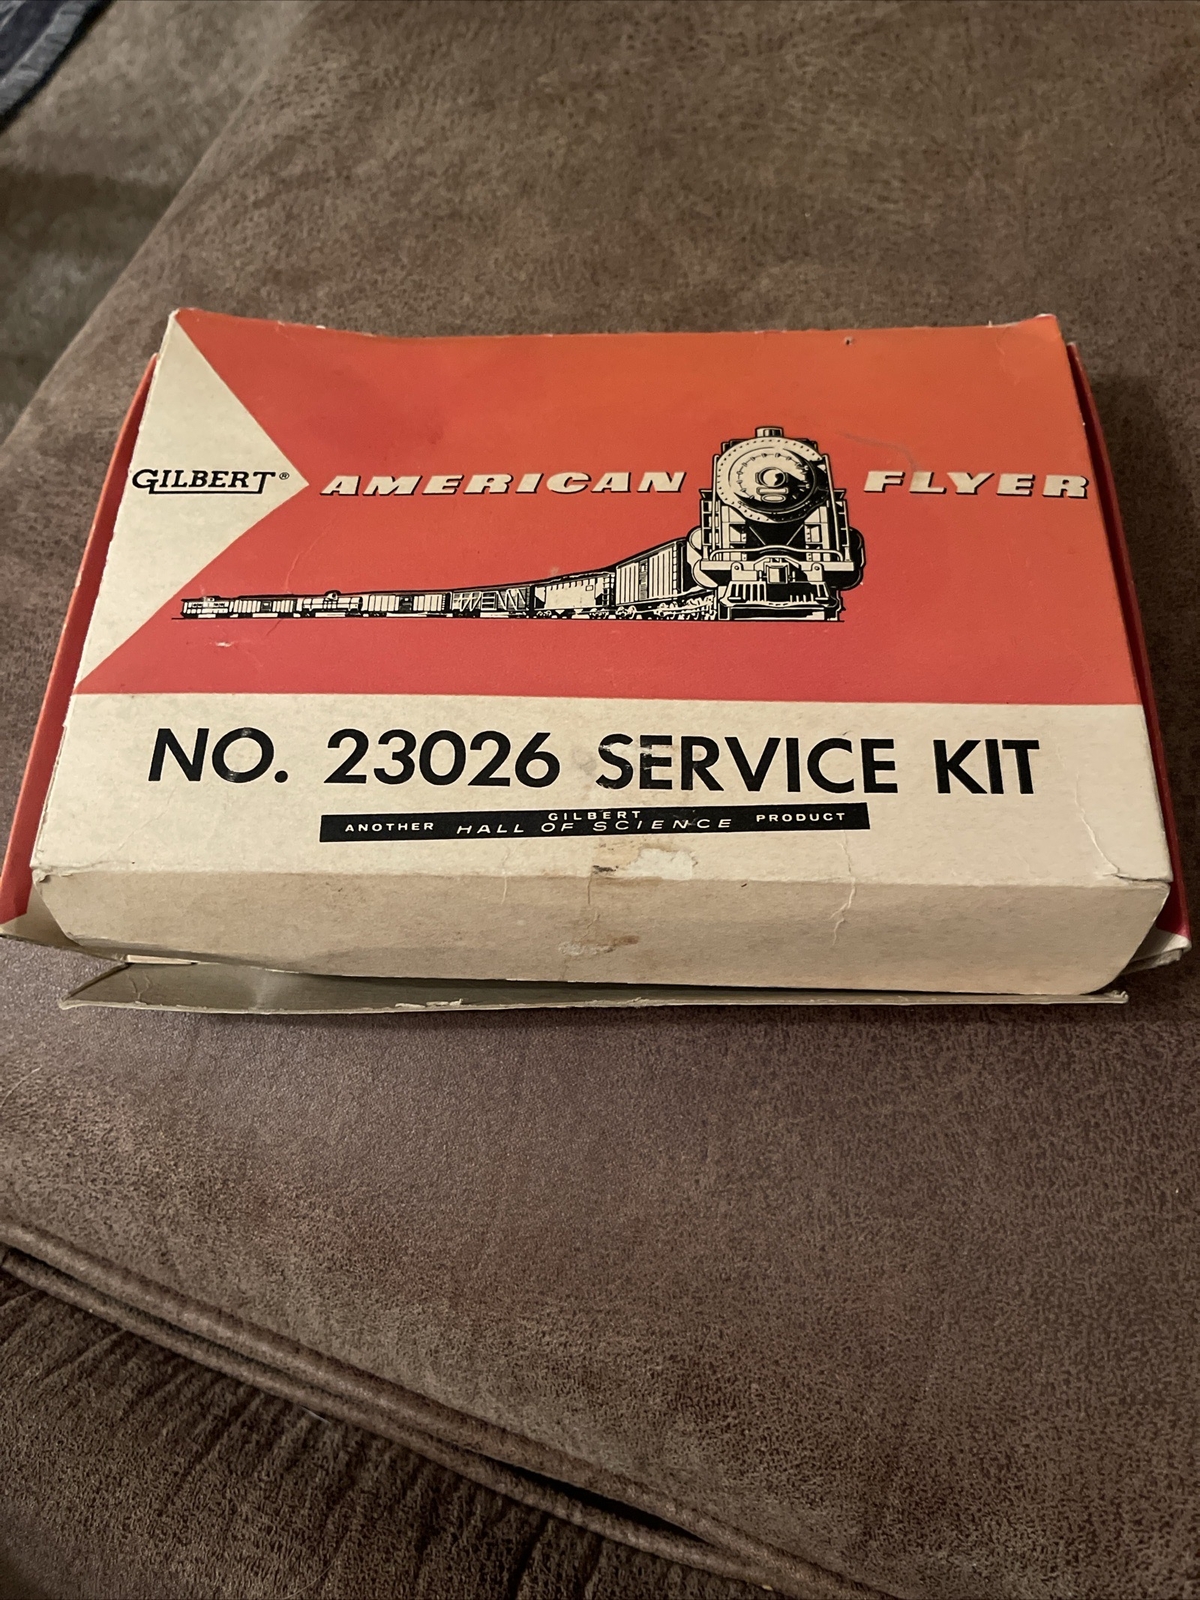 GILBERT®
AMERICAN FLYER
NO. 23026 SERVICE KIT
ANOTHER GILBERT HALL OF SCIENCE PRODUCT